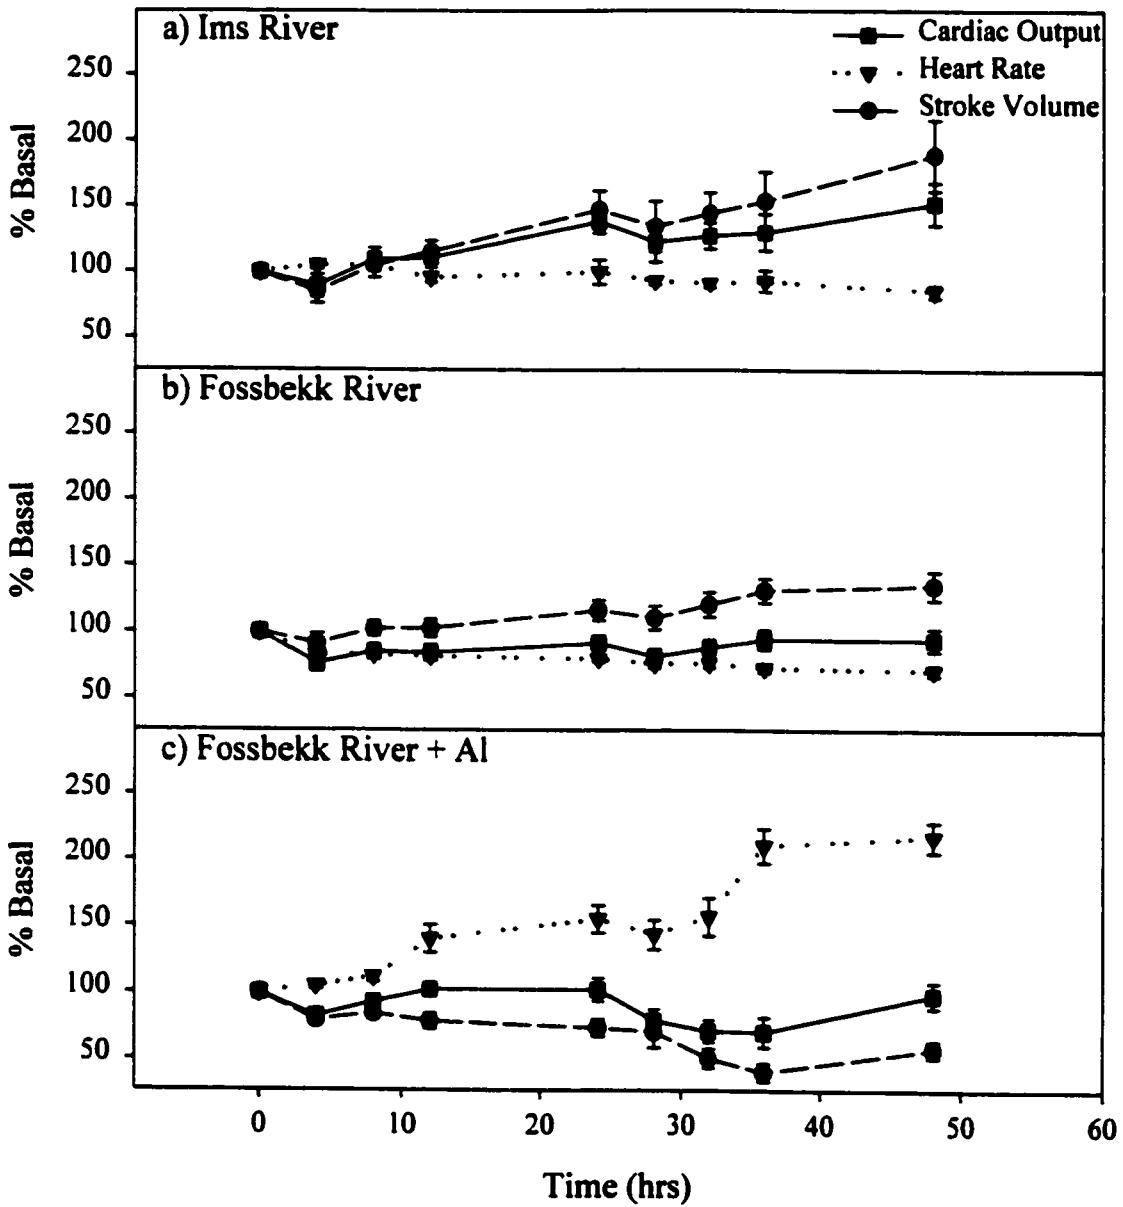 a) Ims River
Cardiac Output
Heart Rate
Stroke Volume
% Basal
250
200
150
100
50
b) Fossbekk River
% Basal
250
200
150
100
50
c) Fossbekk River + Al
% Basal
250
200
150
100
50
0 10 20 30 40 50 60
Time (hrs)